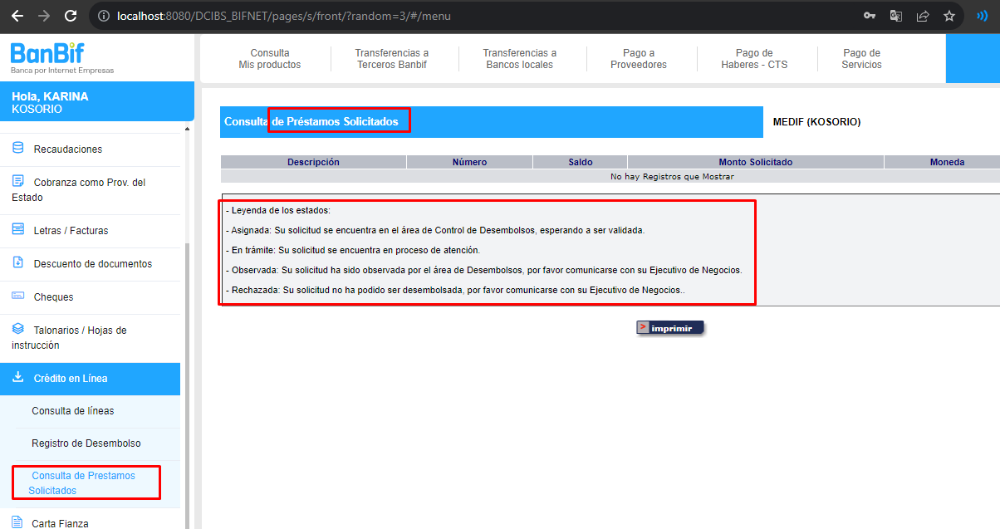 localhost:8080/DCIBS_BIFNET/pages/s/front/?random=3/#/menu
BanBif
Banca por Internet Empresas
Consulta
Mis productos
Transferencias a
Terceros Banbif
Transferencias a
Bancos locales
Pago a
Proveedores
Pago de
Haberes - CTS
Pago de
Servicios
Hola, KARINA
KOSORIO
Recaudaciones
Cobranza como Prov. del
Estado
Letras / Facturas
Descuento de documentos
Cheques
Talonarios / Hojas de
instrucción
Crédito en Línea
Consulta de líneas
Registro de Desembolso
Consulta de Prestamos
Solicitados
Carta Fianza
Consulta de Préstamos Solicitados
MEDIF (KOSORIO)
Descripción Número Saldo Monto Solicitado Moneda
No hay Registros que Mostrar
- Leyenda de los estados:
- Asignada: Su solicitud se encuentra en el área de Control de Desembolsos, esperando a ser validada.
- En trámite: Su solicitud se encuentra en proceso de atención.
- Observada: Su solicitud ha sido observada por el área de Desembolsos, por favor comunicarse con su Ejecutivo de Negocios.
- Rechazada: Su solicitud no ha podido ser desembolsada, por favor comunicarse con su Ejecutivo de Negocios..
> imprimir